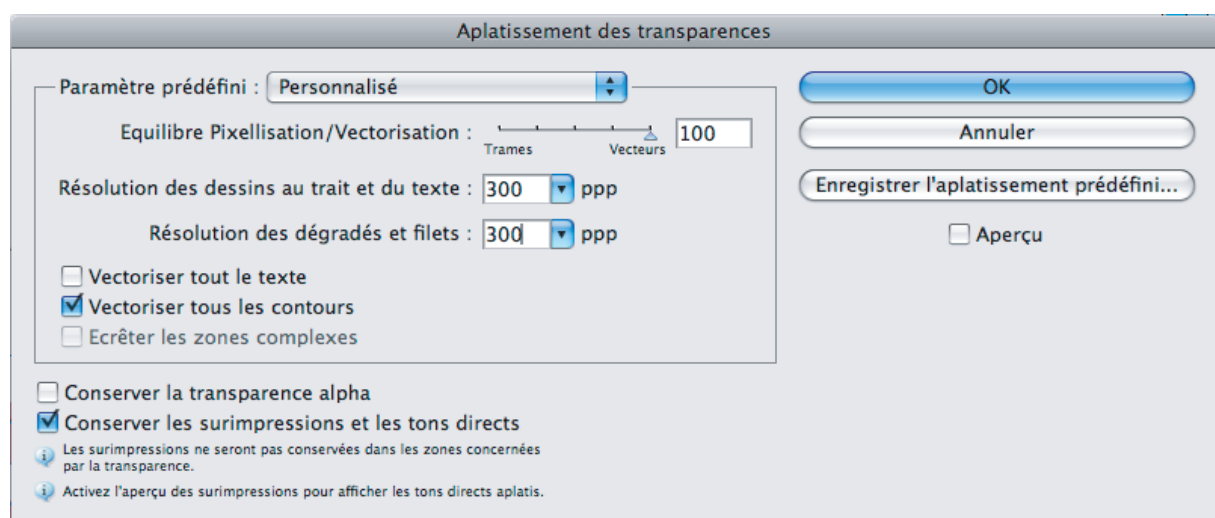 Aplatissement des transparences
Paramètre prédéfini : Personnalisé
Equilibre Pixellisation/Vectorisation : 100
Trames Vecteurs
Résolution des dessins au trait et du texte : 300 ppp
Résolution des dégradés et filets : 300 ppp
Vectoriser tout le texte
Vectoriser tous les contours
Ecrêter les zones complexes
Conserver la transparence alpha
Conserver les surimpressions et les tons directs
Les surimpressions ne seront pas conservées dans les zones concernées
par la transparence.
Activez l'aperçu des surimpressions pour afficher les tons directs aplatis.
OK
Annuler
Enregistrer l'aplatissement prédéfini...
Aperçu